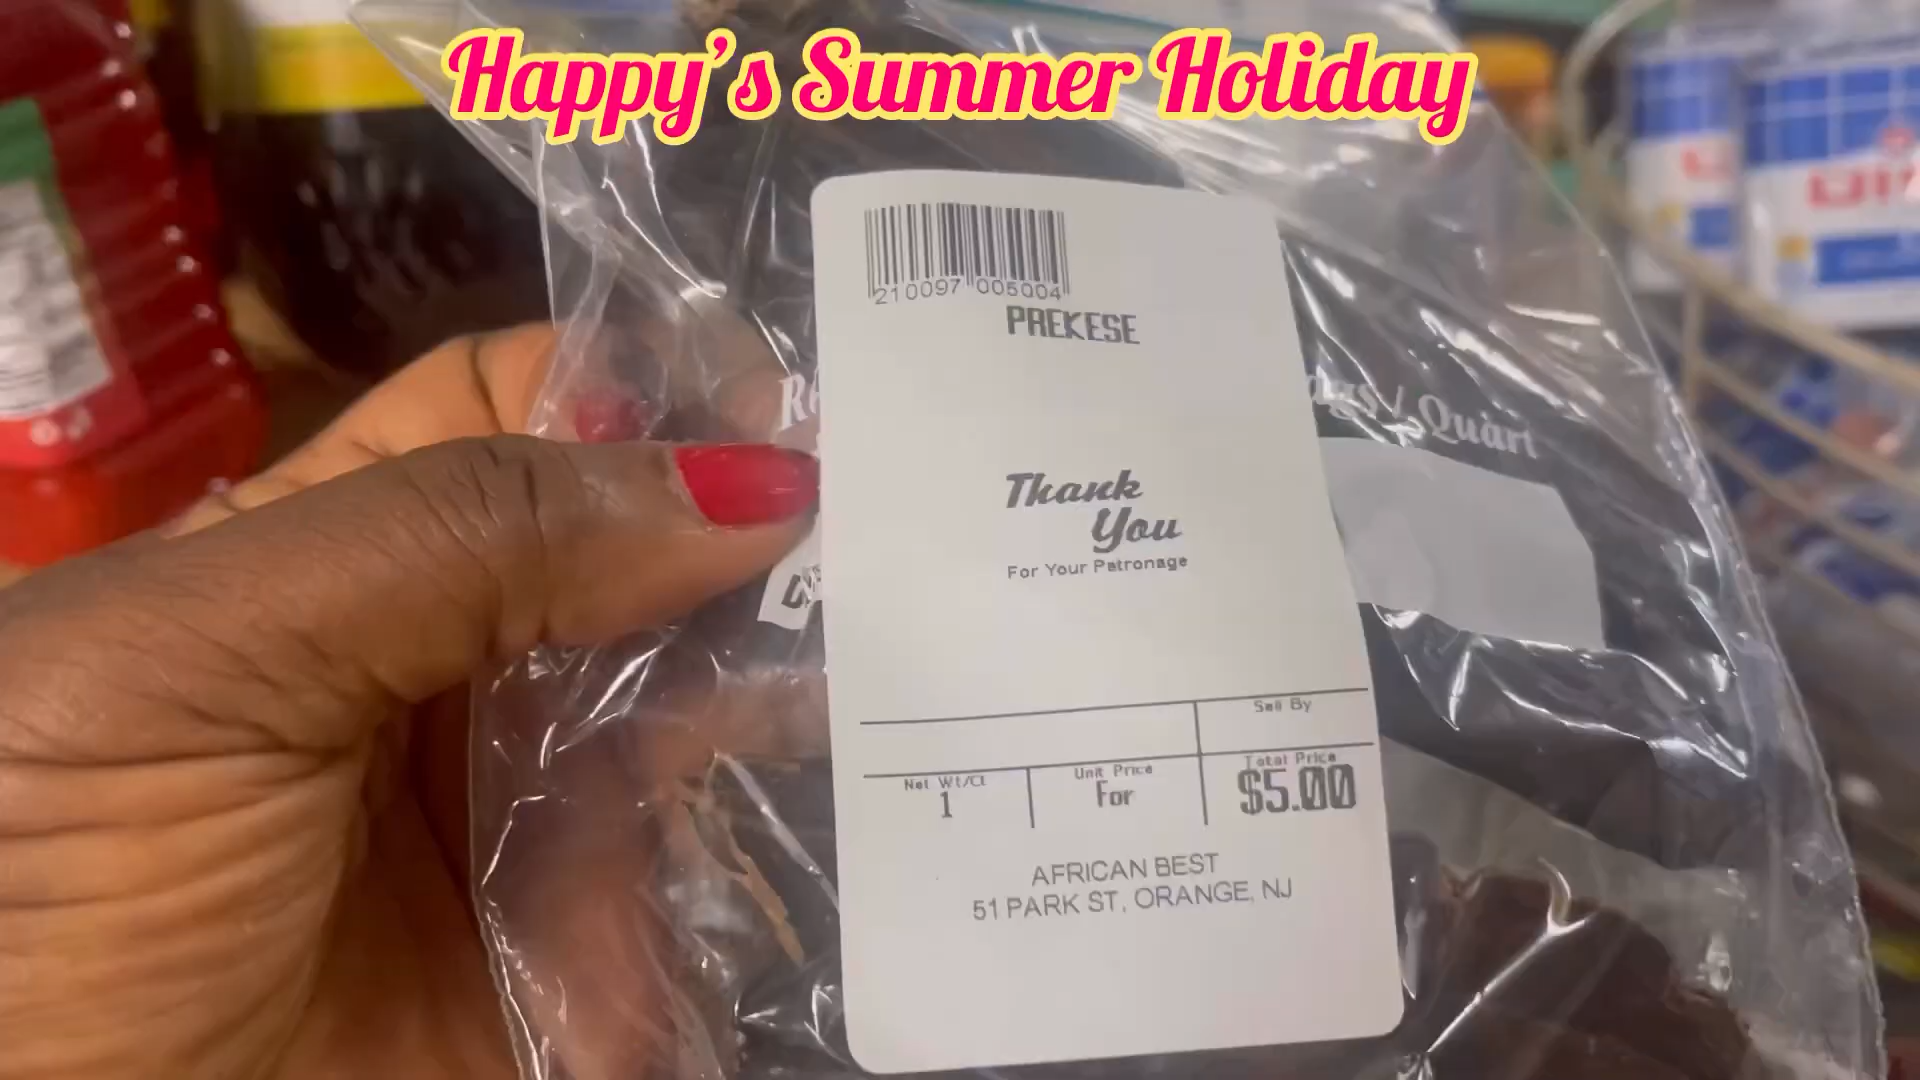 Happy's Summer Holiday
210097 005004
PREKESE
ags / Quart
Thank
You
For Your Patronage
Sell By
Net Wt/Ct
Unit Price
Total Price
1
For
$5.00
AFRICAN BEST
51 PARK ST, ORANGE, NJ